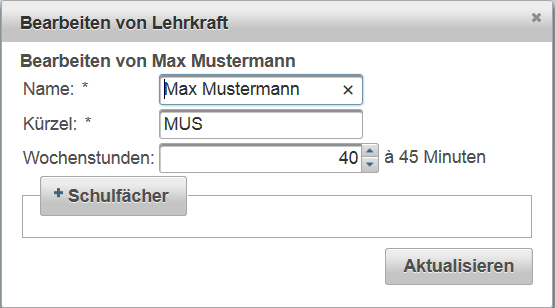 Bearbeiten von Lehrkraft
Bearbeiten von Max Mustermann
Name: * Max Mustermann
Kürzel: * MUS
Wochenstunden: 40 à 45 Minuten
+ Schulfächer
Aktualisieren